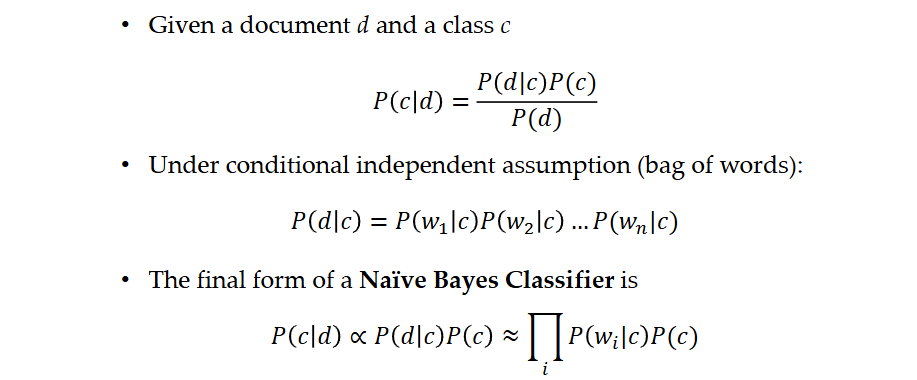 • Given a document d and a class c
P(c|d) = P(d|c)P(c) / P(d)
• Under conditional independent assumption (bag of words):
P(d|c) = P(w₁|c)P(w₂|c) … P(wₙ|c)
• The final form of a Naïve Bayes Classifier is
P(c|d) ∝ P(d|c)P(c) ≈ ∏ᵢ P(wᵢ|c)P(c)